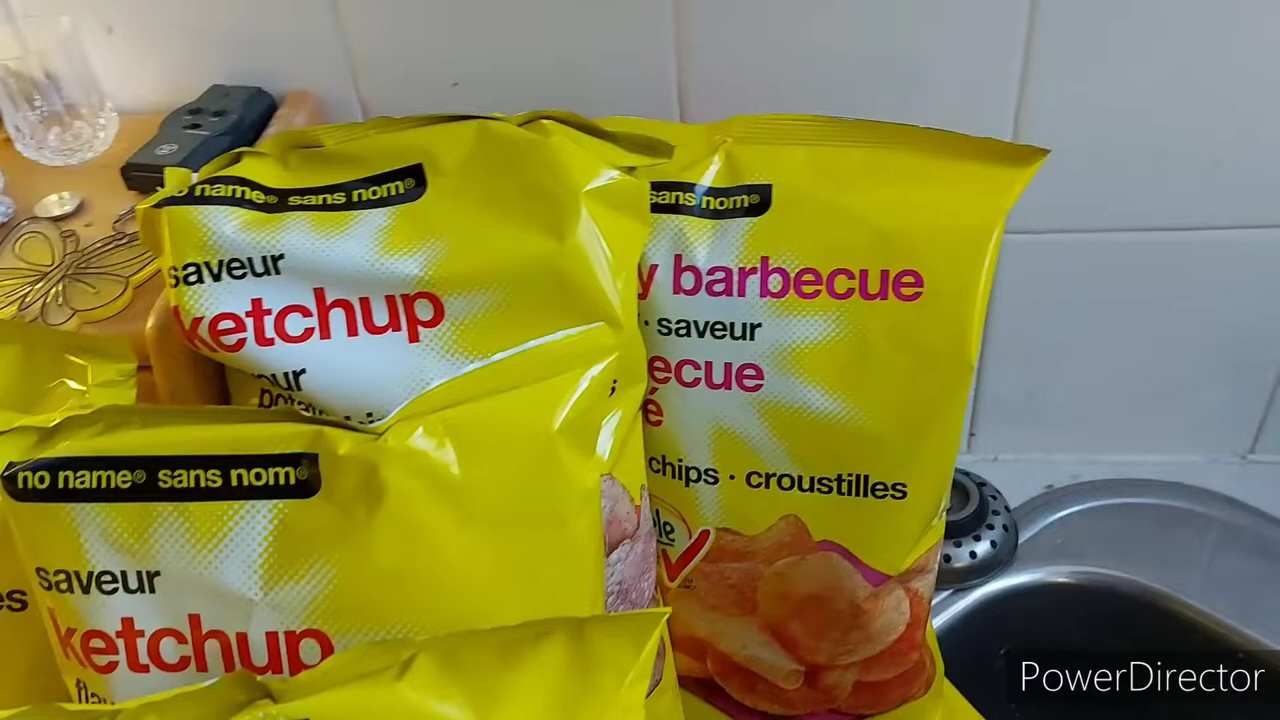 no name® sans nom®
saveur
ketchup
sans nom®
barbecue
· saveur
chips · croustilles
no name® sans nom®
saveur
ketchup
PowerDirector